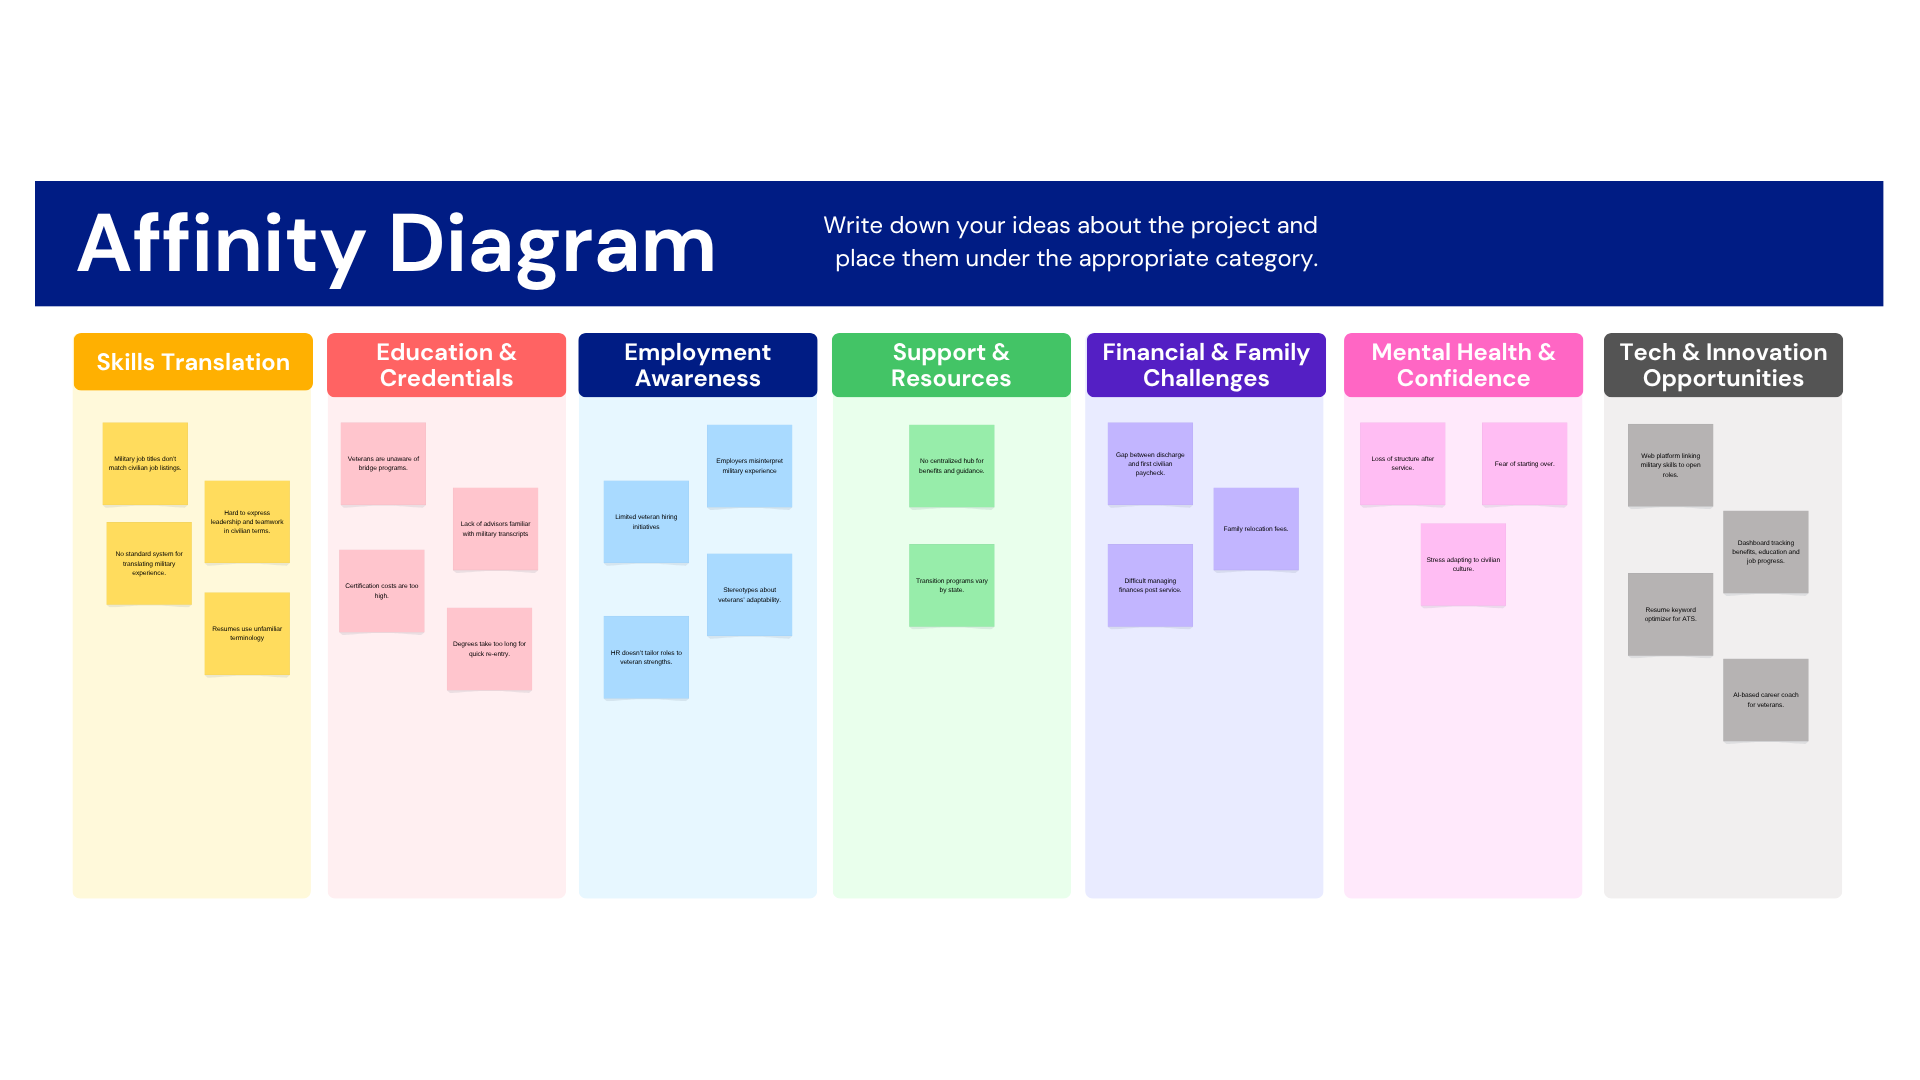 Affinity Diagram
Write down your ideas about the project and
place them under the appropriate category.
Skills Translation
Military job titles don't
match civilian job listings.
Hard to express
leadership and teamwork
in civilian terms.
No standard system for
translating military
experience.
Resumes use unfamiliar
terminology
Education &
Credentials
Veterans are unaware of
bridge programs.
Lack of advisors familiar
with military transcripts
Certification costs are too
high.
Degrees take too long for
quick re-entry.
Employment
Awareness
Employers misinterpret
military experience
Limited veteran hiring
initiatives
Stereotypes about
veterans' adaptability.
HR doesn't tailor roles to
veteran strengths.
Support &
Resources
No centralized hub for
benefits and guidance.
Transition programs vary
by state.
Financial & Family
Challenges
Gap between discharge
and first civilian
paycheck.
Family relocation fees.
Difficult managing
finances post service.
Mental Health &
Confidence
Loss of structure after
service.
Fear of starting over.
Stress adapting to civilian
culture.
Tech & Innovation
Opportunities
Web platform linking
military skills to open
roles.
Dashboard tracking
benefits, education and
job progress.
Resume keyword
optimizer for ATS.
AI-based career coach
for veterans.